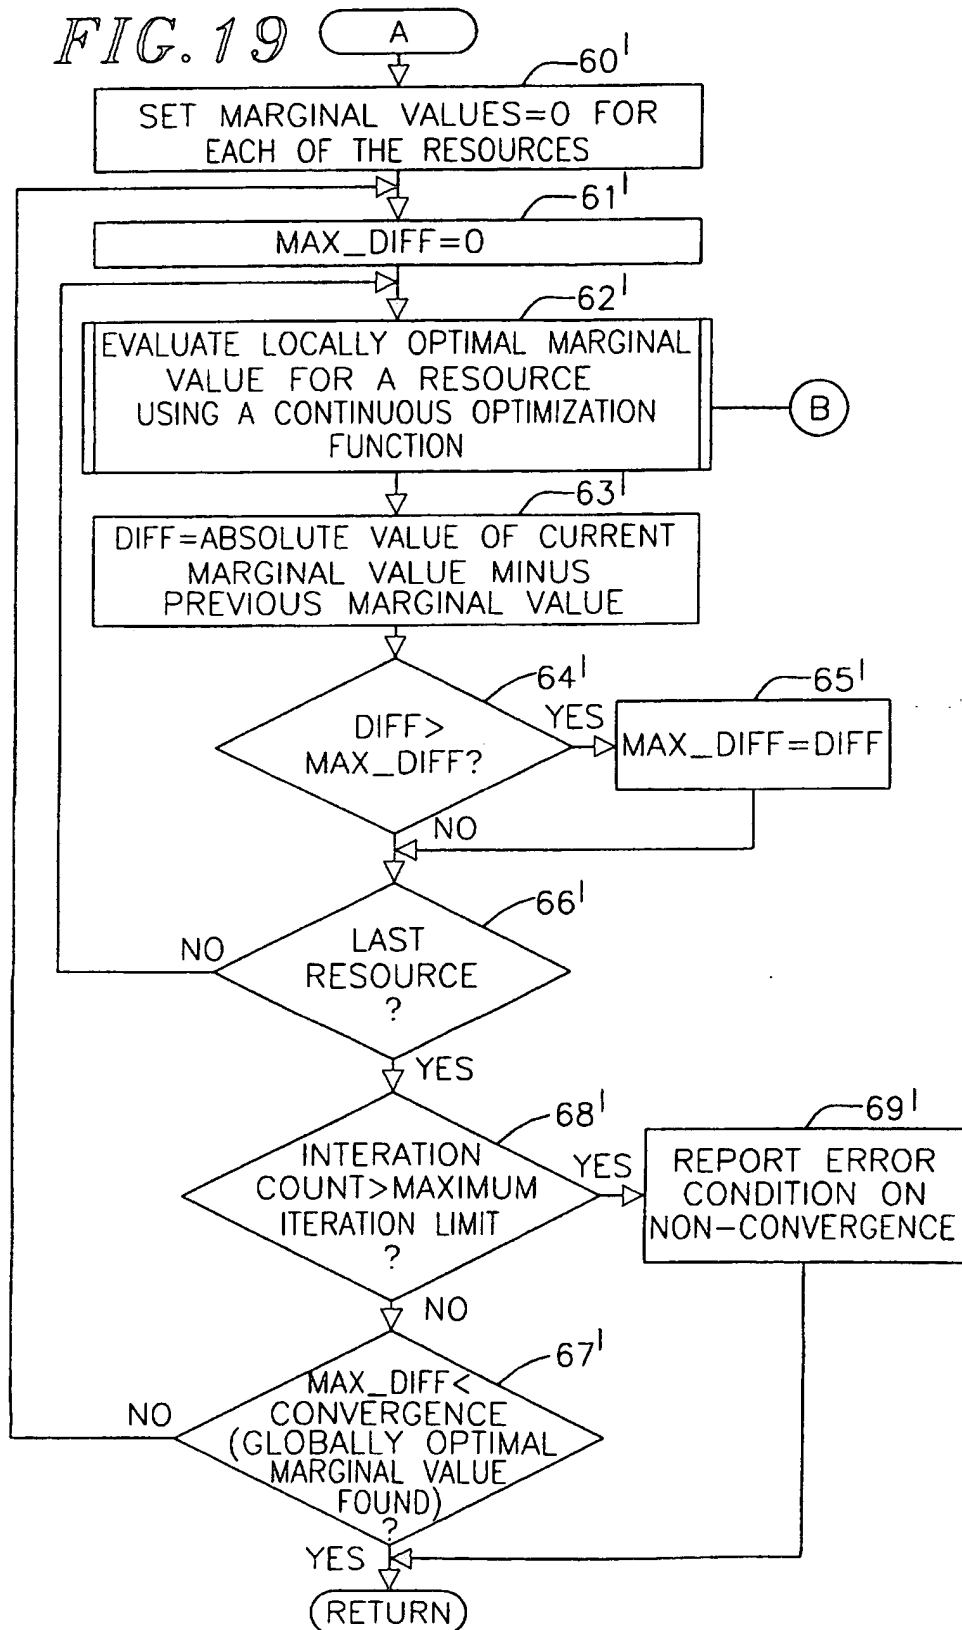 FIG. 19
A
60'
SET MARGINAL VALUES=0 FOR
EACH OF THE RESOURCES
61'
MAX_DIFF=0
62'
EVALUATE LOCALLY OPTIMAL MARGINAL
VALUE FOR A RESOURCE
USING A CONTINUOUS OPTIMIZATION
FUNCTION
B
63'
DIFF=ABSOLUTE VALUE OF CURRENT
MARGINAL VALUE MINUS
PREVIOUS MARGINAL VALUE
64'
DIFF>
MAX_DIFF?
YES
65'
MAX_DIFF=DIFF
NO
66'
LAST
RESOURCE
?
NO
YES
68'
INTERATION
COUNT>MAXIMUM
ITERATION LIMIT
?
YES
69'
REPORT ERROR
CONDITION ON
NON-CONVERGENCE
NO
67'
MAX_DIFF<
CONVERGENCE
(GLOBALLY OPTIMAL
MARGINAL VALUE
FOUND)
?
NO
YES
RETURN